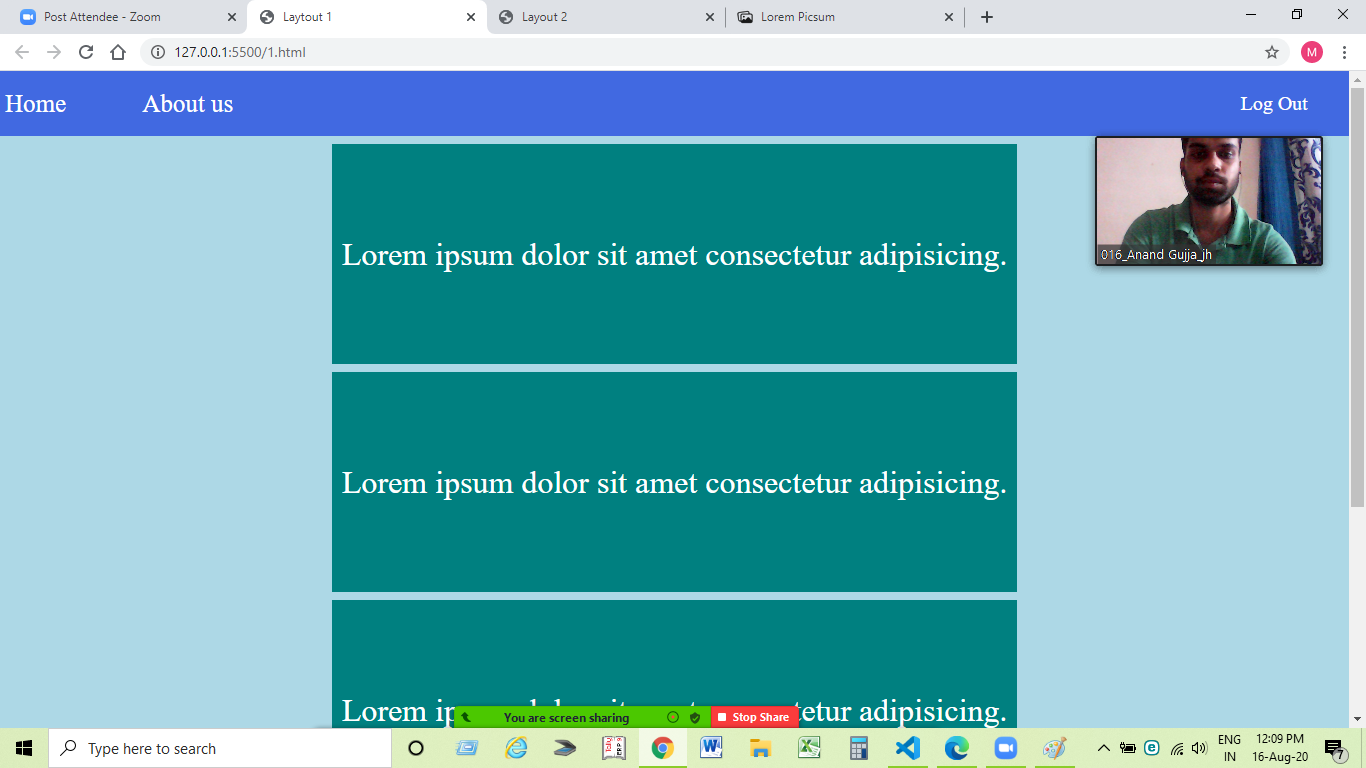 Post Attendee - Zoom
Laytout 1
Layout 2
Lorem Picsum
127.0.0.1:5500/1.html
M
Home
About us
Log Out
Lorem ipsum dolor sit amet consectetur adipisicing.
016_Anand Gujja_jh
Lorem ipsum dolor sit amet consectetur adipisicing.
Lorem ip
tetur adipisicing.
You are screen sharing
Stop Share
Type here to search
ENG
IN
12:09 PM
16-Aug-20
7